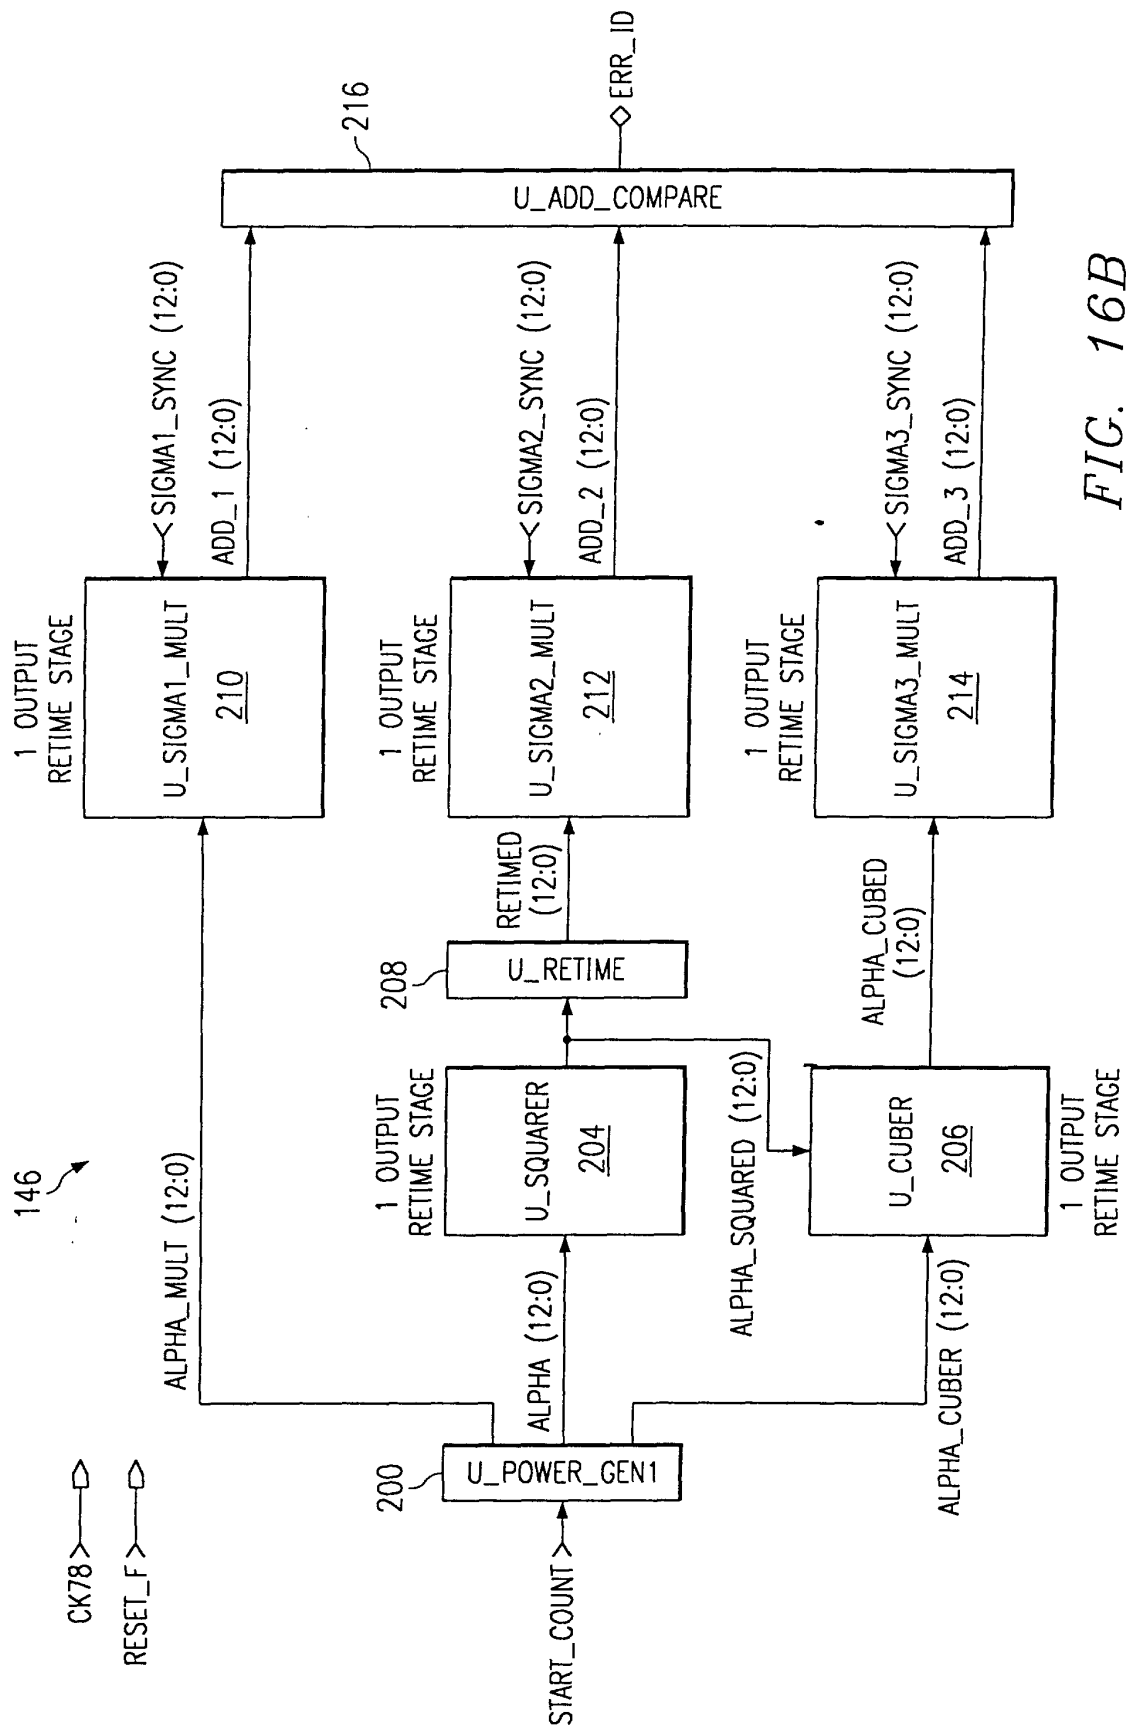 146
CK78
RESET_F
START_COUNT
200
U_POWER_GEN1
ALPHA_MULT (12:0)
ALPHA (12:0)
ALPHA_CUBER (12:0)
1 OUTPUT
RETIME STAGE
U_SQUARER
204
ALPHA_SQUARED (12:0)
U_CUBER
206
1 OUTPUT
RETIME STAGE
208
U_RETIME
RETIMED
(12:0)
ALPHA_CUBED
(12:0)
1 OUTPUT
RETIME STAGE
U_SIGMA1_MULT
210
SIGMA1_SYNC (12:0)
ADD_1 (12:0)
1 OUTPUT
RETIME STAGE
U_SIGMA2_MULT
212
SIGMA2_SYNC (12:0)
ADD_2 (12:0)
1 OUTPUT
RETIME STAGE
U_SIGMA3_MULT
214
SIGMA3_SYNC (12:0)
ADD_3 (12:0)
216
U_ADD_COMPARE
ERR_ID
FIG. 16B